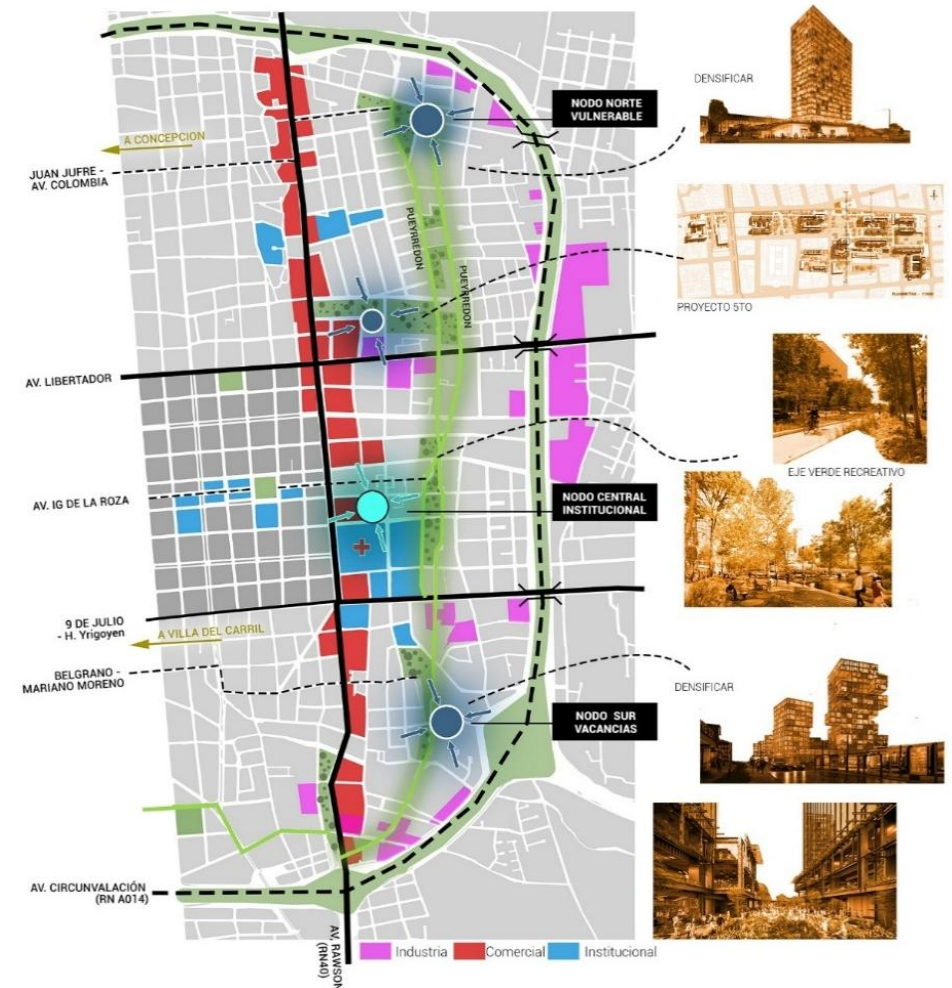 DENSIFICAR
NODO NORTE
VULNERABLE
A CONCEPCION
JUAN JUFRE -
AV. COLOMBIA
PUEYRREDON
PUEYRREDON
PROYECTO 5TO
AV. LIBERTADOR
EJE VERDE RECREATIVO
AV. IG DE LA ROZA
NODO CENTRAL
INSTITUCIONAL
9 DE JULIO
- H. Yrigoyen
A VILLA DEL CARRIL
BELGRANO -
MARIANO MORENO
DENSIFICAR
NODO SUR
VACANCIAS
AV. CIRCUNVALACIÓN
(RN A014)
AV. RAWSON
(RN40)
Industria
Comercial
Institucional